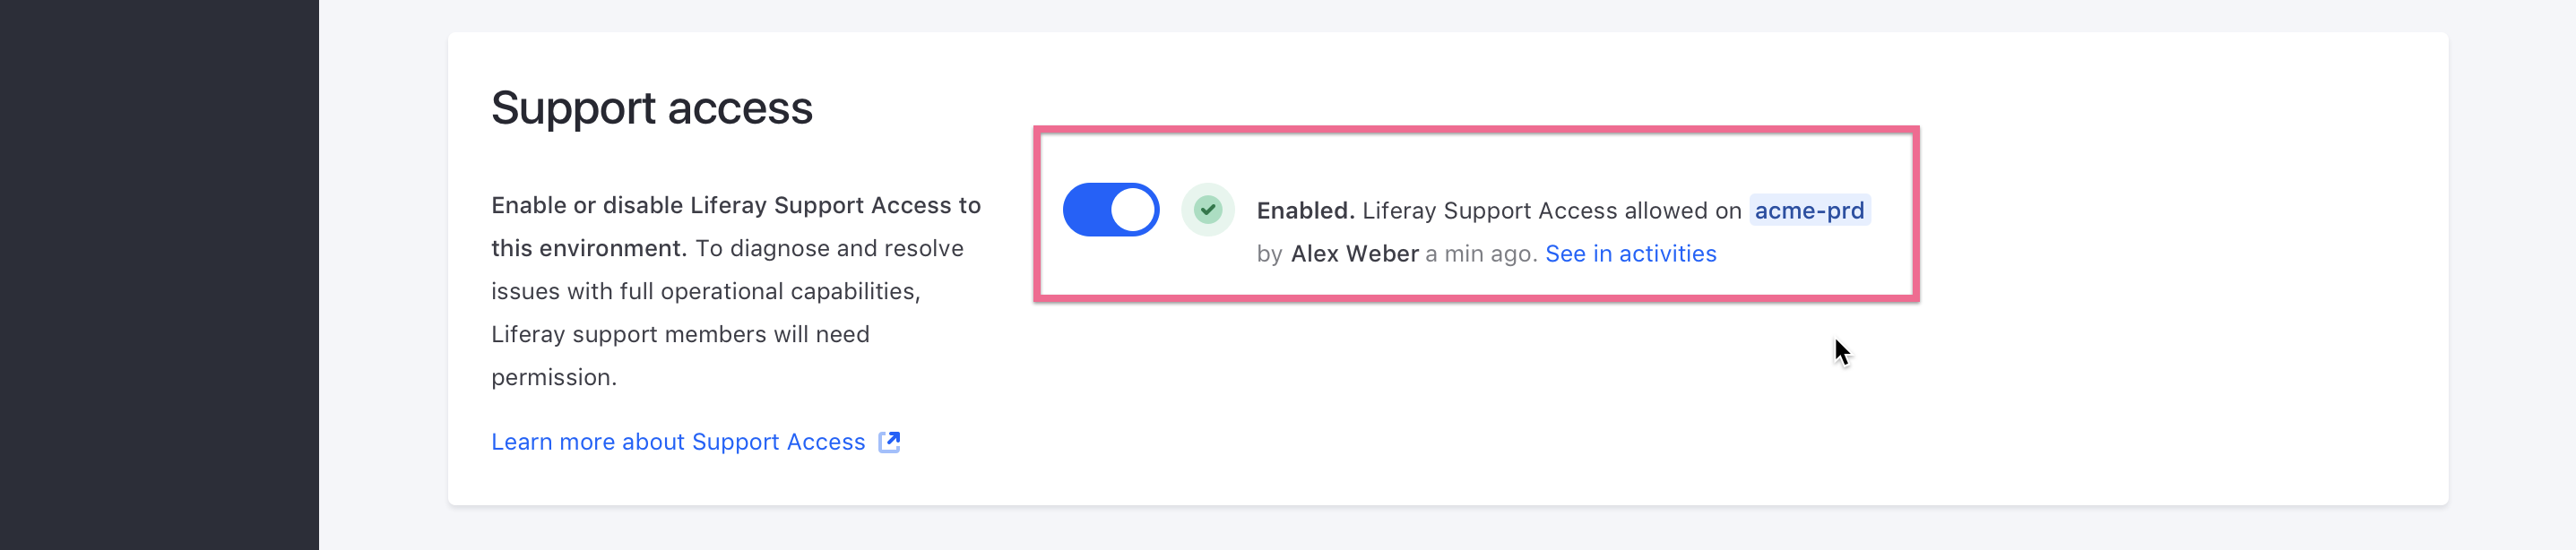 Support access
Enable or disable Liferay Support Access to
this environment. To diagnose and resolve
issues with full operational capabilities,
Liferay support members will need
permission.
Learn more about Support Access
Enabled. Liferay Support Access allowed on acme-prd
by Alex Weber a min ago. See in activities